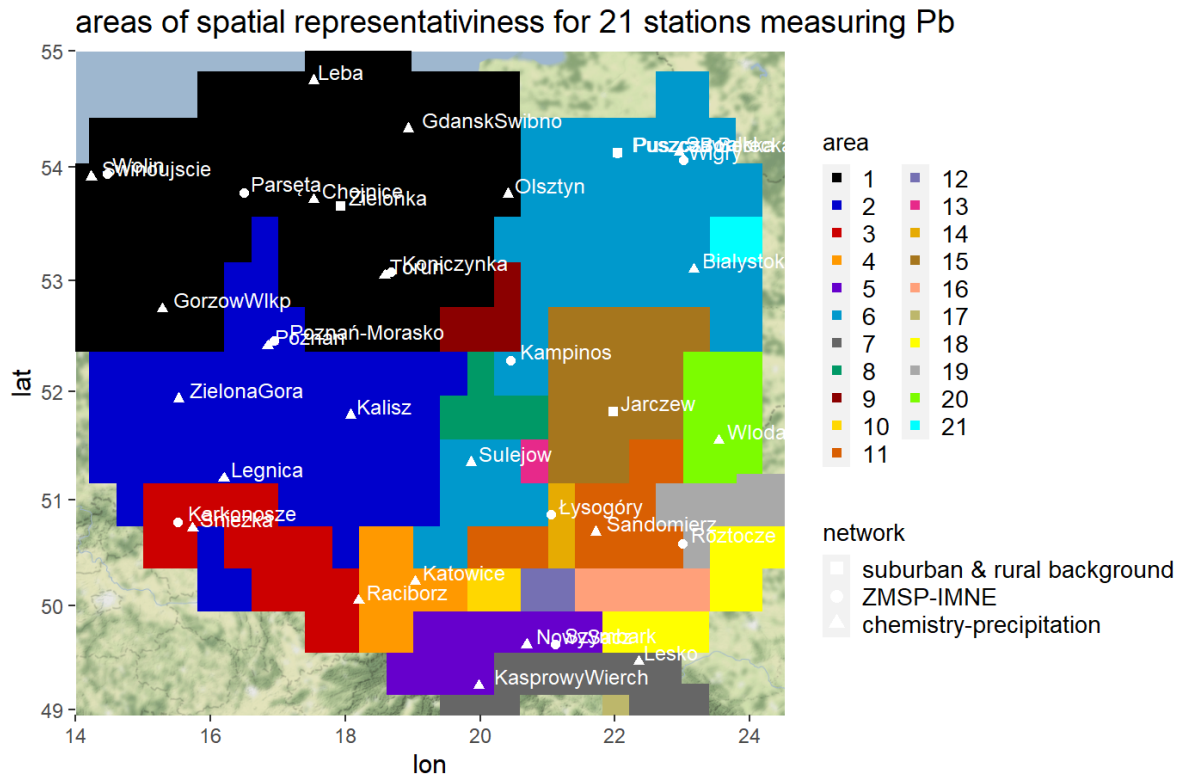 areas of spatial representativiness for 21 stations measuring Pb
55
54
53
52
51
50
49
lat
14
16
18
20
22
24
lon
Leba
GdanskSwibno
Wolin
Swinoujscie
Parsęta
Chojnice
Zielonka
Olsztyn
Wigry
Toruń
Koniczynka
Bialystok
GorzowWlkp
Poznań-Morasko
Poznań
Kampinos
ZielonaGora
Kalisz
Jarczew
Wloda
Sulejow
Legnica
Karkonosze
Sniezka
Łysogóry
Sandomierz
Roztocze
Katowice
Raciborz
Lesko
KasprowyWierch
area
1
2
3
4
5
6
7
8
9
10
11
12
13
14
15
16
17
18
19
20
21
network
suburban & rural background
ZMSP-IMNE
chemistry-precipitation